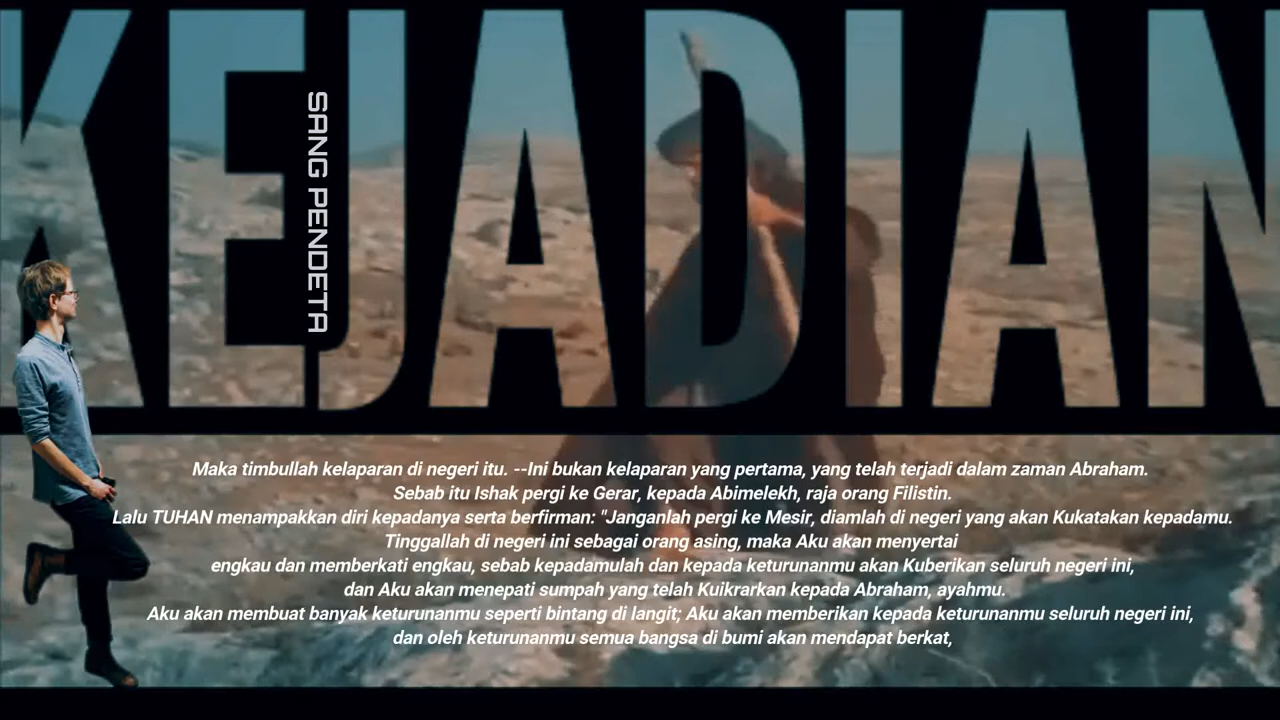 KEJADIAN
SANG PENDETA
Maka timbullah kelaparan di negeri itu. --Ini bukan kelaparan yang pertama, yang telah terjadi dalam zaman Abraham.
Sebab itu Ishak pergi ke Gerar, kepada Abimelekh, raja orang Filistin.
Lalu TUHAN menampakkan diri kepadanya serta berfirman: "Janganlah pergi ke Mesir, diamlah di negeri yang akan Kukatakan kepadamu.
Tinggallah di negeri ini sebagai orang asing, maka Aku akan menyertai
engkau dan memberkati engkau, sebab kepadamulah dan kepada keturunanmu akan Kuberikan seluruh negeri ini,
dan Aku akan menepati sumpah yang telah Kuikrarkan kepada Abraham, ayahmu.
Aku akan membuat banyak keturunanmu seperti bintang di langit; Aku akan memberikan kepada keturunanmu seluruh negeri ini,
dan oleh keturunanmu semua bangsa di bumi akan mendapat berkat,